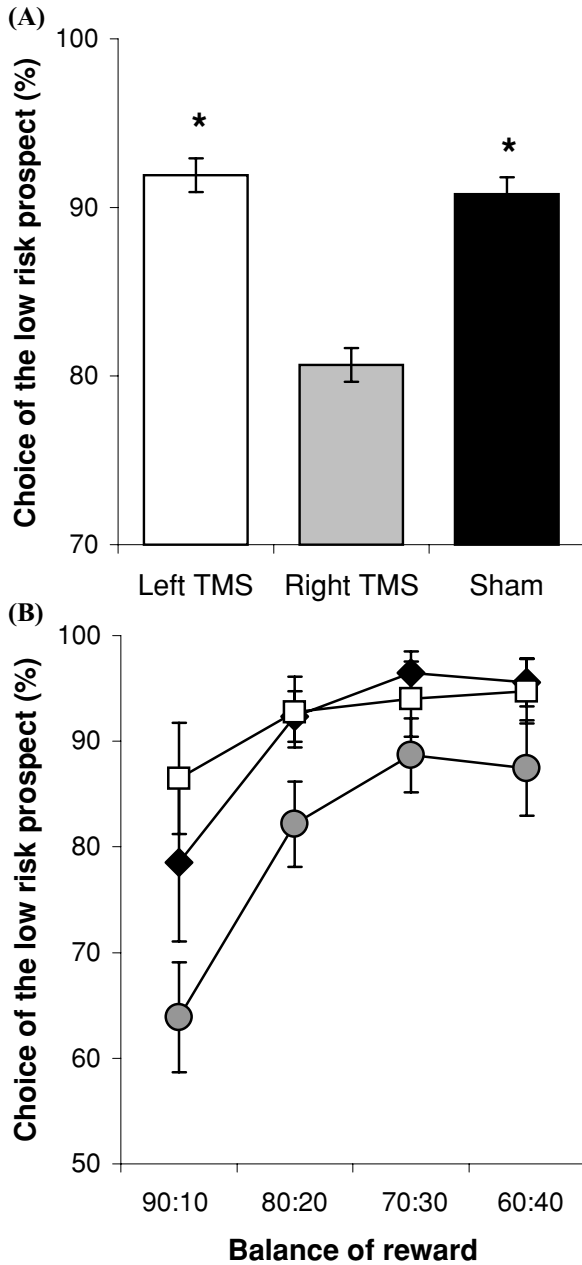 (A)
Choice of the low risk prospect (%)
100
90
80
70
*
*
Left TMS
Right TMS
Sham
(B)
Choice of the low risk prospect (%)
100
90
80
70
60
50
90:10
80:20
70:30
60:40
Balance of reward